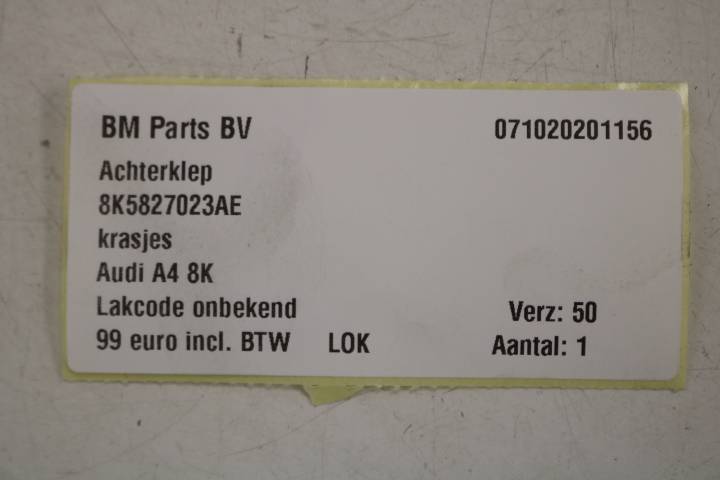 BM Parts BV 071020201156
Achterklep
8K5827023AE
krasjes
Audi A4 8K
Lakcode onbekend Verz: 50
99 euro incl. BTW LOK Aantal: 1